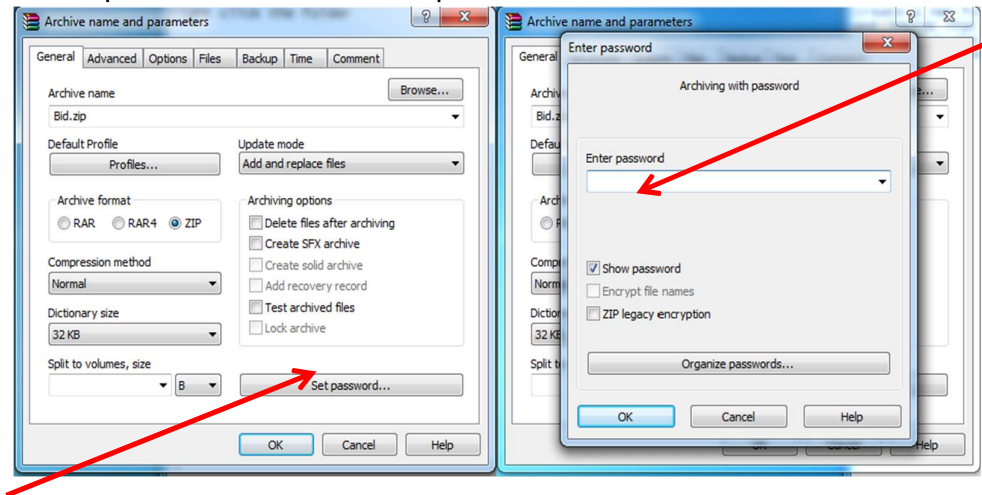 Archive name and parameters
General Advanced Options Files Backup Time Comment
Archive name
Browse...
Bid.zip
Default Profile
Profiles...
Update mode
Add and replace files
Archive format
RAR RAR4 ZIP
Archiving options
Delete files after archiving
Create SFX archive
Create solid archive
Add recovery record
Test archived files
Lock archive
Compression method
Normal
Dictionary size
32 KB
Split to volumes, size
B
Set password...
OK Cancel Help
Archive name and parameters
General
Enter password
Archiving with password
Enter password
Show password
Encrypt file names
ZIP legacy encryption
Organize passwords...
OK Cancel Help
32 KB
Help